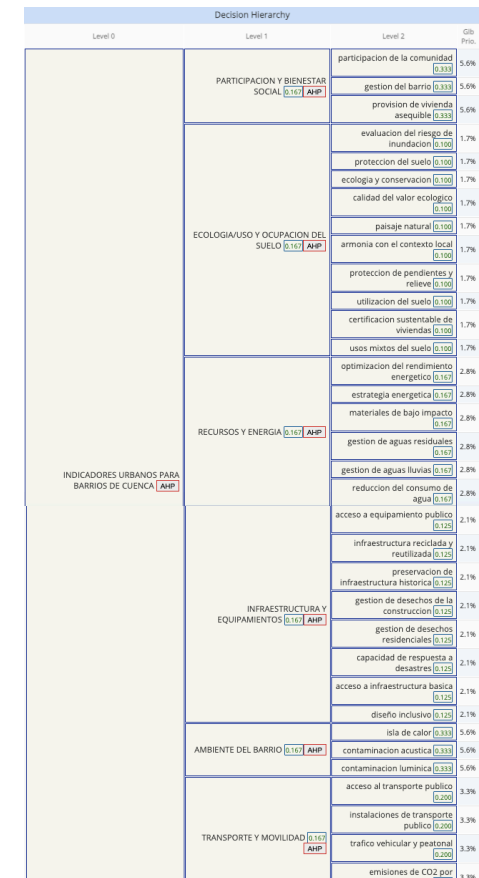 Decision Hierarchy
Level 0
Level 1
Level 2
Glb
Prio.
INDICADORES URBANOS PARA
BARRIOS DE CUENCA AHP
PARTICIPACION Y BIENESTAR
SOCIAL 0.167 AHP
participacion de la comunidad
0.333
5.6%
gestion del barrio 0.333
5.6%
provision de vivienda
asequible 0.333
5.6%
ECOLOGIA/USO Y OCUPACION DEL
SUELO 0.167 AHP
evaluacion del riesgo de
inundacion 0.100
1.7%
proteccion del suelo 0.100
1.7%
ecologia y conservacion 0.100
1.7%
calidad del valor ecologico
0.100
1.7%
paisaje natural 0.100
1.7%
armonia con el contexto local
0.100
1.7%
proteccion de pendientes y
relieve 0.100
1.7%
utilizacion del suelo 0.100
1.7%
certificacion sustentable de
viviendas 0.100
1.7%
usos mixtos del suelo 0.100
1.7%
RECURSOS Y ENERGIA 0.167 AHP
optimizacion del rendimiento
energetico 0.167
2.8%
estrategia energetica 0.167
2.8%
materiales de bajo impacto
0.167
2.8%
gestion de aguas residuales
0.167
2.8%
gestion de aguas lluvias 0.167
2.8%
reduccion del consumo de
agua 0.167
2.8%
INFRAESTRUCTURA Y
EQUIPAMIENTOS 0.167 AHP
acceso a equipamiento publico
0.125
2.1%
infraestructura reciclada y
reutilizada 0.125
2.1%
preservacion de
infraestructura historica 0.125
2.1%
gestion de desechos de la
construccion 0.125
2.1%
gestion de desechos
residenciales 0.125
2.1%
capacidad de respuesta a
desastres 0.125
2.1%
acceso a infraestructura basica
0.125
2.1%
diseño inclusivo 0.125
2.1%
AMBIENTE DEL BARRIO 0.167 AHP
isla de calor 0.333
5.6%
contaminacion acustica 0.333
5.6%
contaminacion luminica 0.333
5.6%
TRANSPORTE Y MOVILIDAD 0.167
AHP
acceso al transporte publico
0.200
3.3%
instalaciones de transporte
publico 0.200
3.3%
trafico vehicular y peatonal
0.200
3.3%
emisiones de CO2 por
3.3%